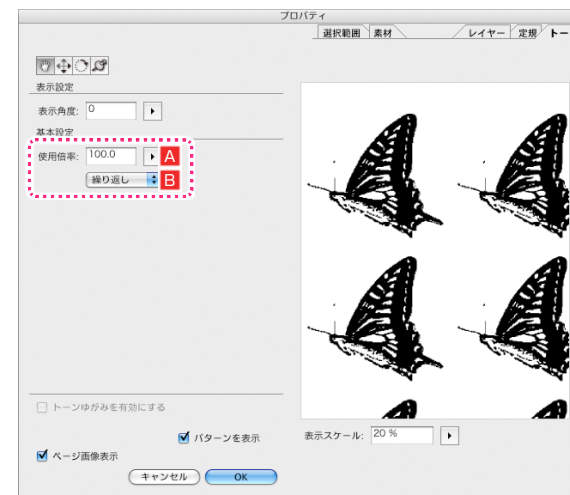 プロパティ
選択範囲 素材 レイヤー 定規 トー
表示設定
表示角度: 0
基本設定
使用倍率: 100.0 A
繰り返し B
トーンゆがみを有効にする
パターンを表示
表示スケール: 20 %
ページ画像表示
キャンセル OK